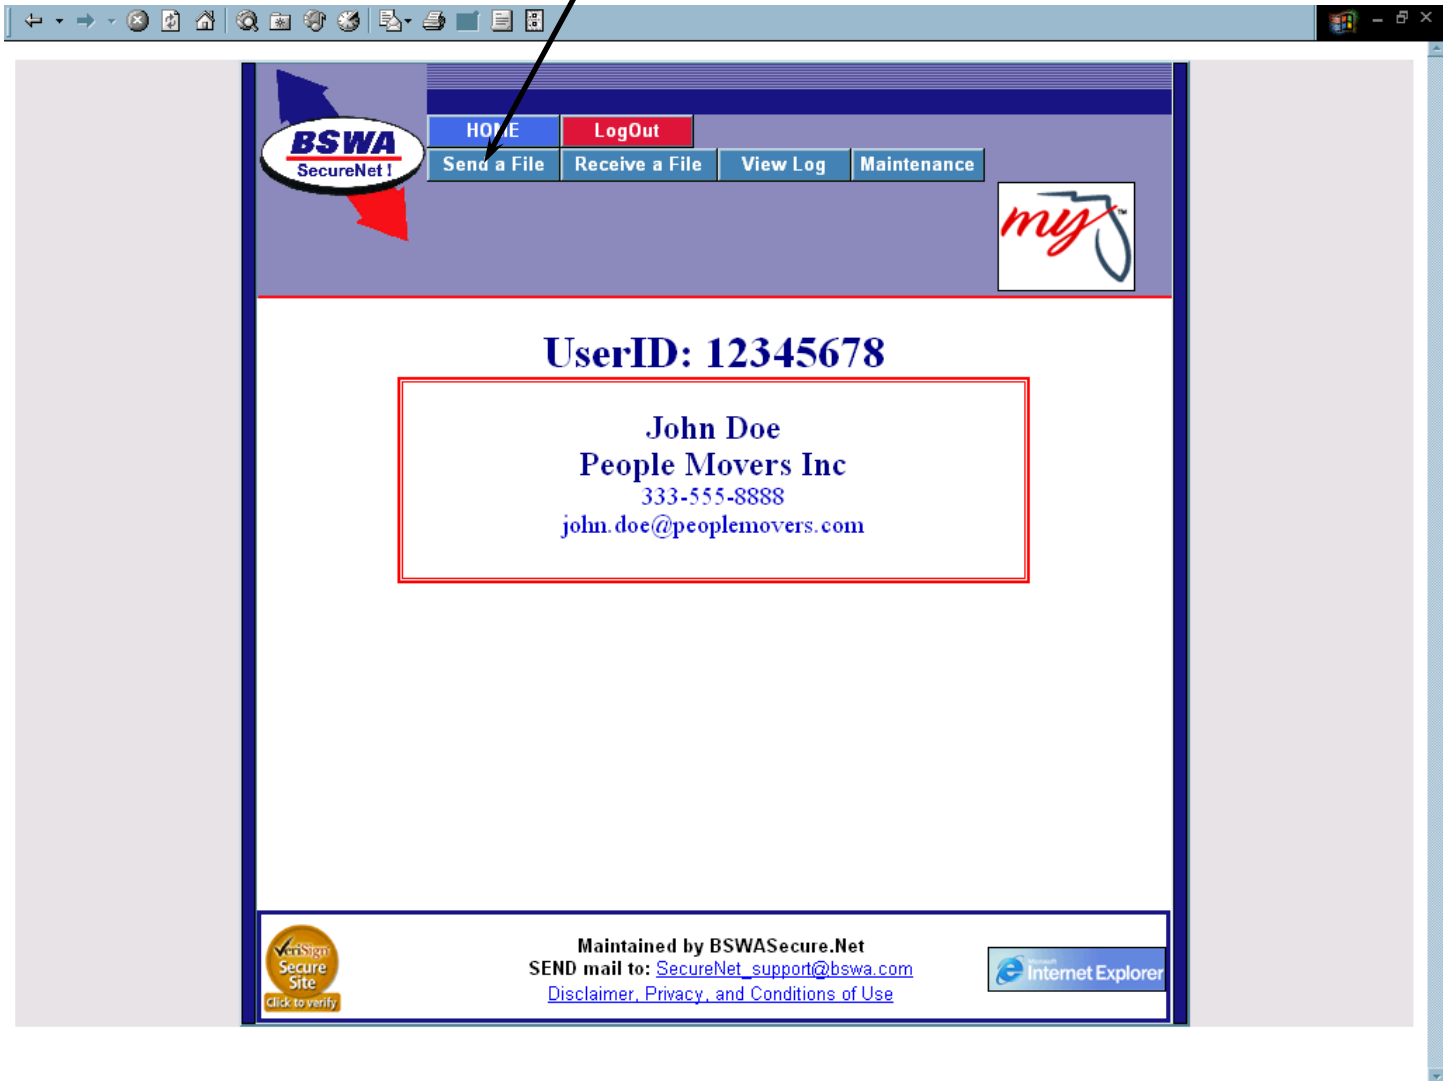 BSWA
SecureNet !
HOME
LogOut
Send a File
Receive a File
View Log
Maintenance
my
™
UserID: 12345678
John Doe
People Movers Inc
333-555-8888
john.doe@peoplemovers.com
VeriSign
Secure
Site
Click to verify
Maintained by BSWASecure.Net
SEND mail to: SecureNet_support@bswa.com
Disclaimer, Privacy, and Conditions of Use
Microsoft
Internet Explorer